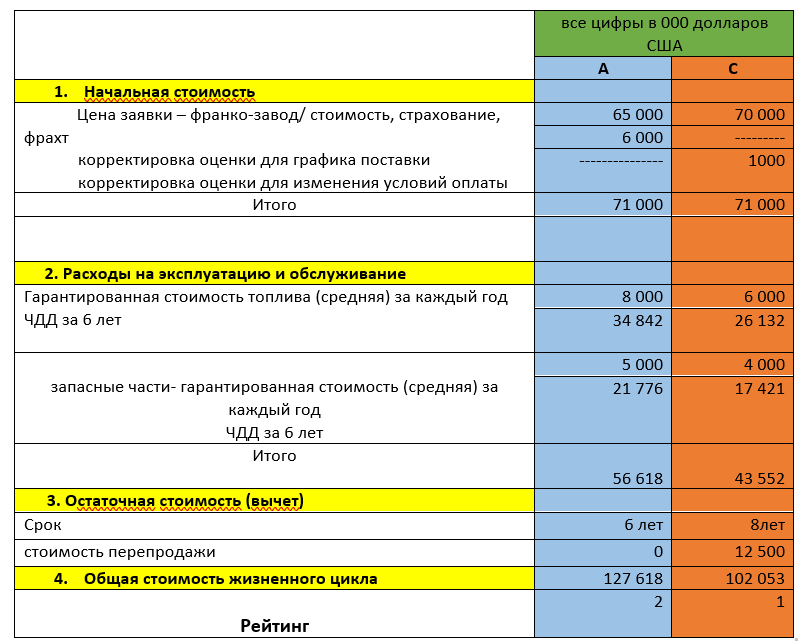 все цифры в 000 долларов
США
А С
1. Начальная стоимость
Цена заявки – франко-завод/ стоимость, страхование, 65 000 70 000
фрахт 6 000 ---------
корректировка оценки для графика поставки --------------- 1000
корректировка оценки для изменения условий оплаты
Итого 71 000 71 000
2. Расходы на эксплуатацию и обслуживание
Гарантированная стоимость топлива (средняя) за каждый год 8 000 6 000
ЧДД за 6 лет 34 842 26 132
5 000 4 000
запасные части- гарантированная стоимость (средняя) за 21 776 17 421
каждый год
ЧДД за 6 лет
Итого
56 618 43 552
3. Остаточная стоимость (вычет)
Срок 6 лет 8лет
стоимость перепродажи 0 12 500
4. Общая стоимость жизненного цикла 127 618 102 053
2 1
Рейтинг